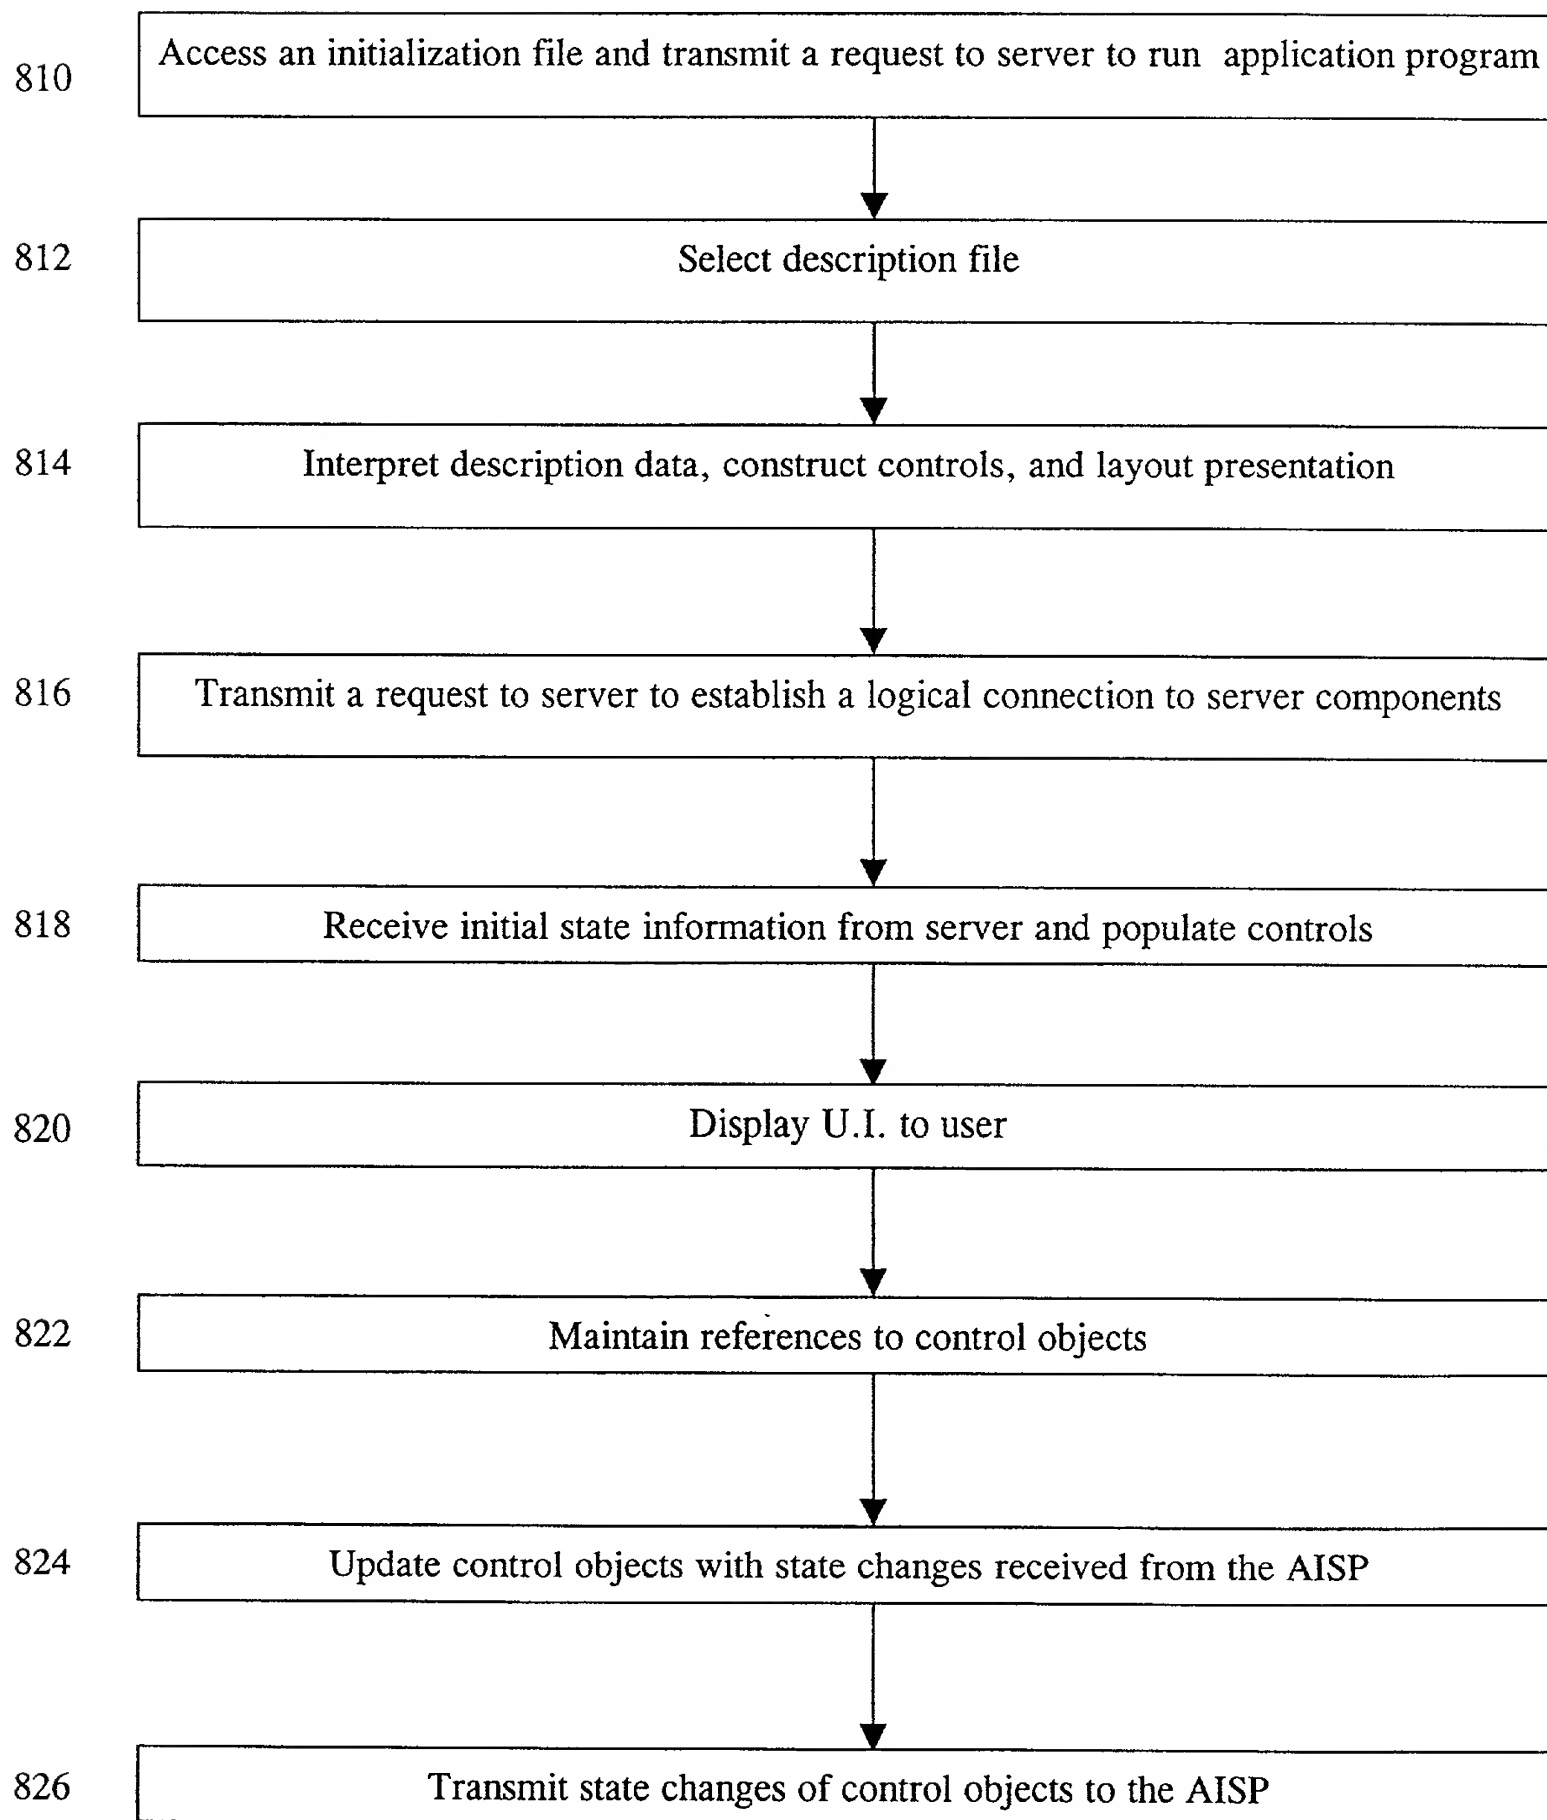 810 Access an initialization file and transmit a request to server to run application program
812 Select description file
814 Interpret description data, construct controls, and layout presentation
816 Transmit a request to server to establish a logical connection to server components
818 Receive initial state information from server and populate controls
820 Display U.I. to user
822 Maintain references to control objects
824 Update control objects with state changes received from the AISP
826 Transmit state changes of control objects to the AISP